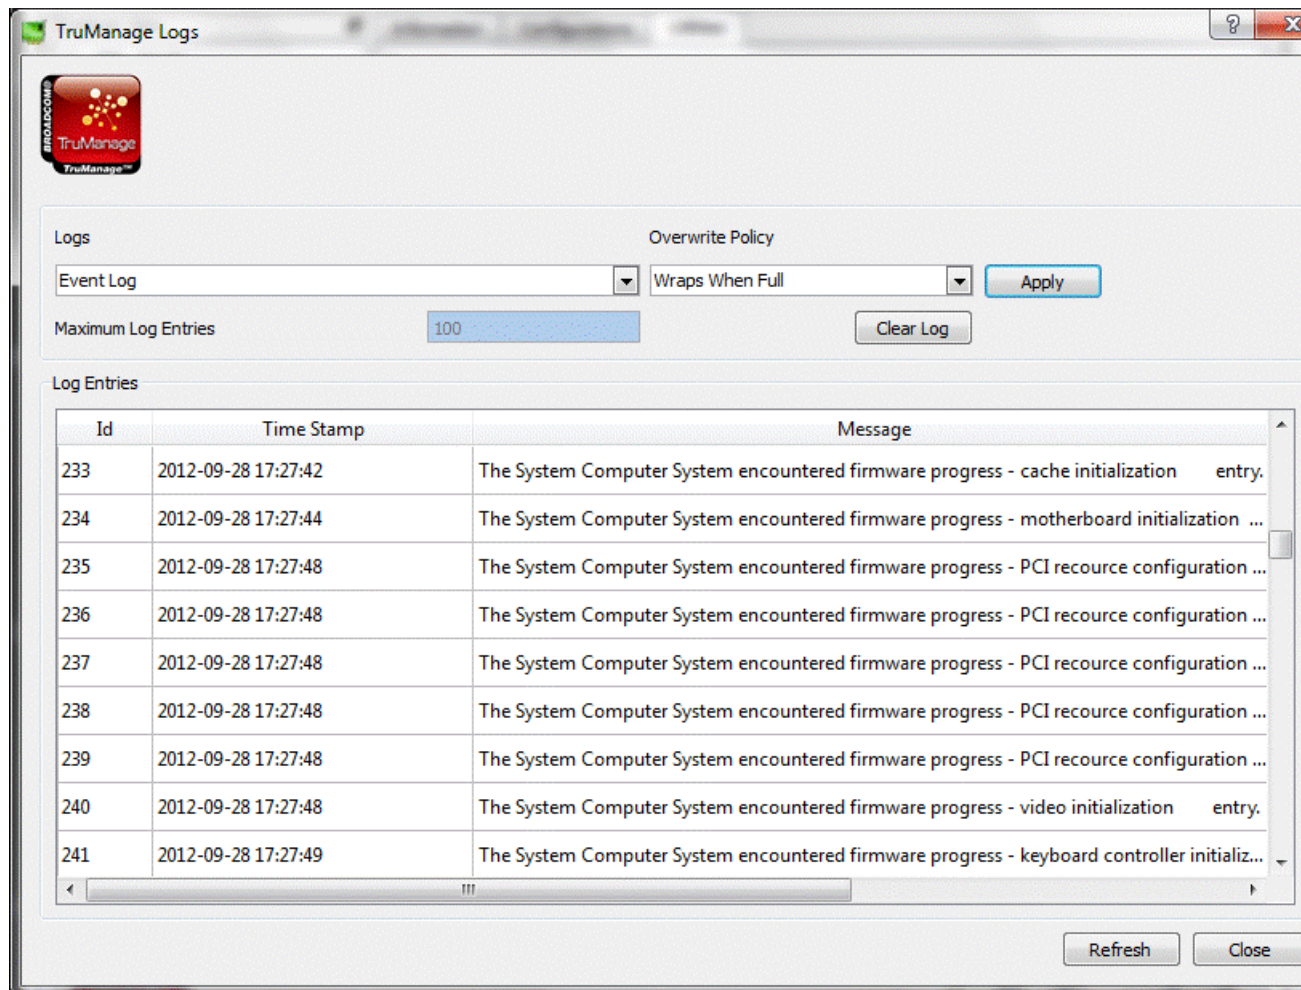 TruManage Logs
BROADCOM®
TruManage
TruManage™
Logs
Overwrite Policy
Event Log
Wraps When Full
Apply
Maximum Log Entries
100
Clear Log
Log Entries
Id Time Stamp Message
233 2012-09-28 17:27:42 The System Computer System encountered firmware progress - cache initialization entry.
234 2012-09-28 17:27:44 The System Computer System encountered firmware progress - motherboard initialization ...
235 2012-09-28 17:27:48 The System Computer System encountered firmware progress - PCI recource configuration ...
236 2012-09-28 17:27:48 The System Computer System encountered firmware progress - PCI recource configuration ...
237 2012-09-28 17:27:48 The System Computer System encountered firmware progress - PCI recource configuration ...
238 2012-09-28 17:27:48 The System Computer System encountered firmware progress - PCI recource configuration ...
239 2012-09-28 17:27:48 The System Computer System encountered firmware progress - PCI recource configuration ...
240 2012-09-28 17:27:48 The System Computer System encountered firmware progress - video initialization entry.
241 2012-09-28 17:27:49 The System Computer System encountered firmware progress - keyboard controller initializ...
Refresh
Close